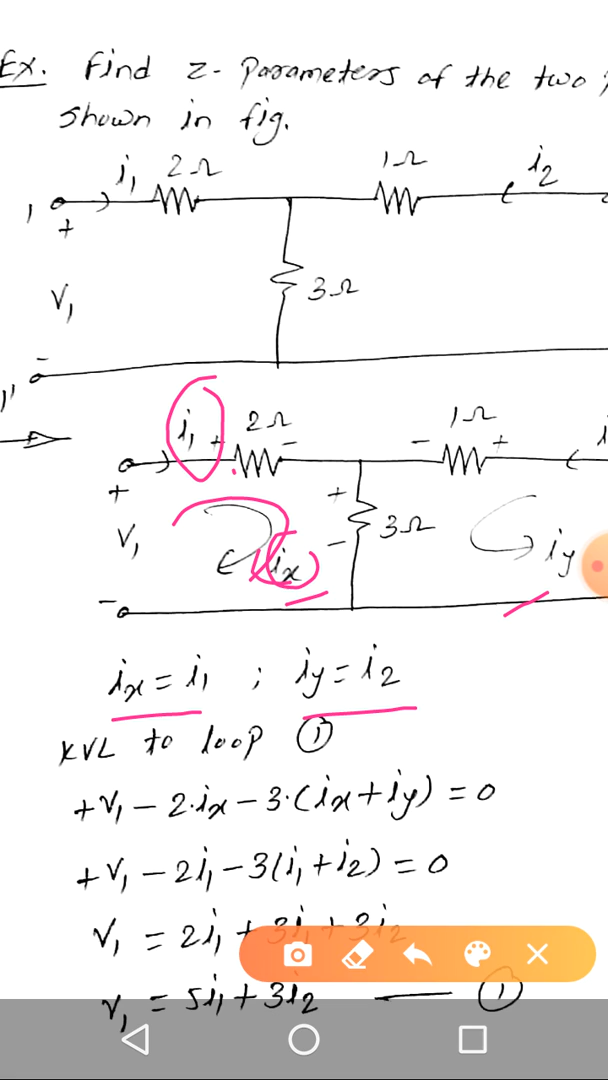 Ex. Find z-Parameters of the two
shown in fig.
i₁ 2Ω 1Ω i₂
1 +
V₁ 3Ω
-
1'
i₁ + 2Ω - - 1Ω + i
+ +
V₁ ix - 3Ω iy
-
ix = i₁ ; iy = i₂
KVL to loop ①
+V₁ - 2·ix - 3·(ix + iy) = 0
+V₁ - 2i₁ - 3(i₁ + i₂) = 0
V₁ = 2i₁ + 3i₁ + 3i₂
V₁ = 5i₁ + 3i₂ — ①